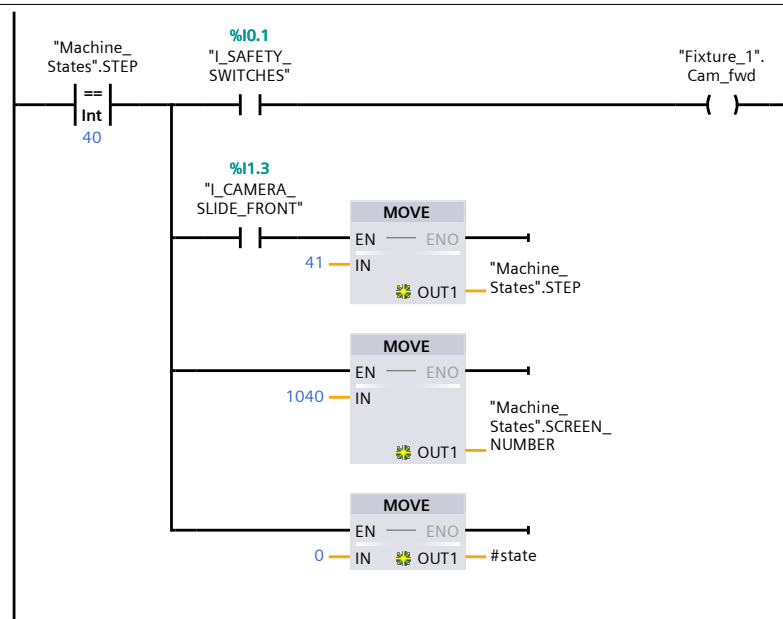 %I0.1
"Machine_
States".STEP
"I_SAFETY_
SWITCHES"
"Fixture_1".
Cam_fwd
==
Int
40
%I1.3
"I_CAMERA_
SLIDE_FRONT"
MOVE
EN ENO
41 IN
OUT1
"Machine_
States".STEP
MOVE
EN ENO
1040 IN
OUT1
"Machine_
States".SCREEN_
NUMBER
MOVE
EN ENO
0 IN OUT1 #state